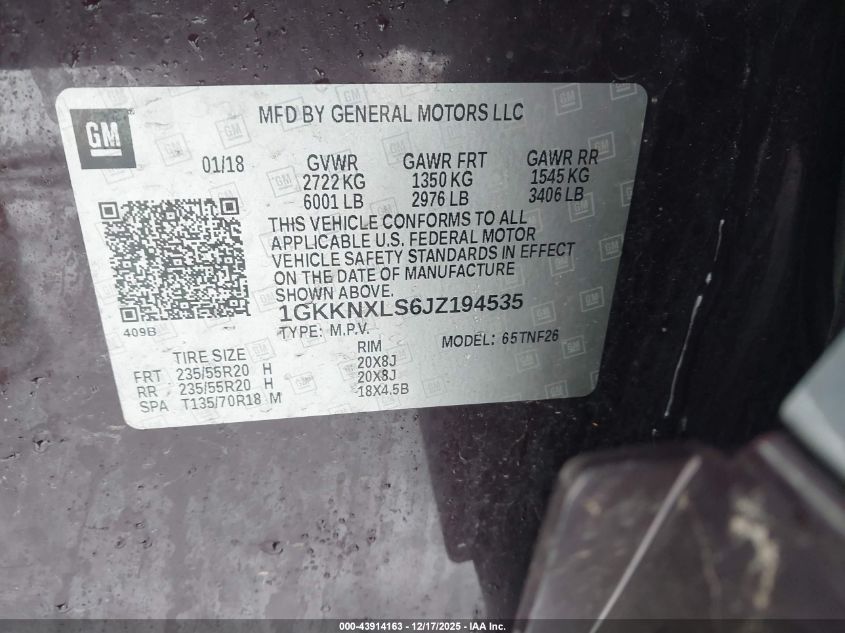 GM
MFD BY GENERAL MOTORS LLC
01/18 GVWR GAWR FRT GAWR RR
2722 KG 1350 KG 1545 KG
6001 LB 2976 LB 3406 LB
THIS VEHICLE CONFORMS TO ALL
APPLICABLE U.S. FEDERAL MOTOR
VEHICLE SAFETY STANDARDS IN EFFECT
ON THE DATE OF MANUFACTURE
SHOWN ABOVE.
409B
1GKKNXLS6JZ194535
TYPE: M.P.V. MODEL: 65TNF26
TIRE SIZE RIM
FRT 235/55R20 H 20X8J
RR 235/55R20 H 20X8J
SPA T135/70R18 M 18X4.5B
000-43914163 - 12/17/2025 - IAA Inc.